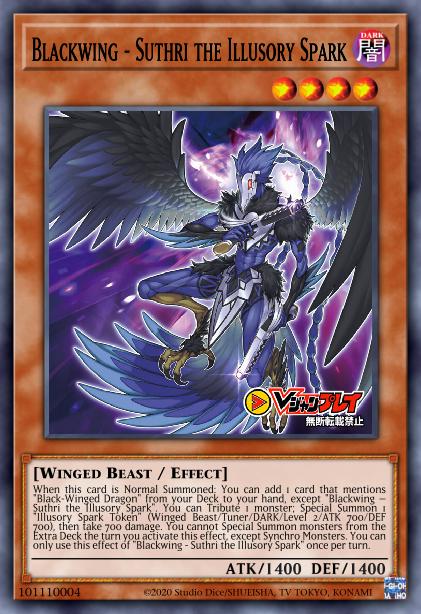 BLACKWING - SUTHRI THE ILLUSORY SPARK
DARK
闇
Vジャンプレイ
無断転載禁止
[WINGED BEAST / EFFECT]
When this card is Normal Summoned: You can add 1 card that mentions
"Black-Winged Dragon" from your Deck to your hand, except "Blackwing –
Suthri the Illusory Spark". You can Tribute 1 monster; Special Summon 1
"Illusory Spark Token" (Winged Beast/Tuner/DARK/Level 2/ATK 700/DEF
700), then take 700 damage. You cannot Special Summon monsters from the
Extra Deck the turn you activate this effect, except Synchro Monsters. You can
only use this effect of "Blackwing - Suthri the Illusory Spark" once per turn.
ATK/1400 DEF/1400
101110004 ©2020 Studio Dice/SHUEISHA, TV TOKYO, KONAMI